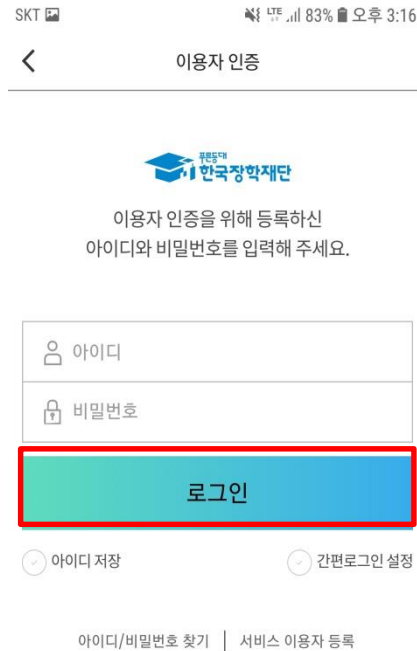 SKT LTE 83% 오후 3:16
이용자 인증
푸른등대
한국장학재단
이용자 인증을 위해 등록하신
아이디와 비밀번호를 입력해 주세요.
아이디
비밀번호
로그인
아이디 저장 간편로그인 설정
아이디/비밀번호 찾기 | 서비스 이용자 등록